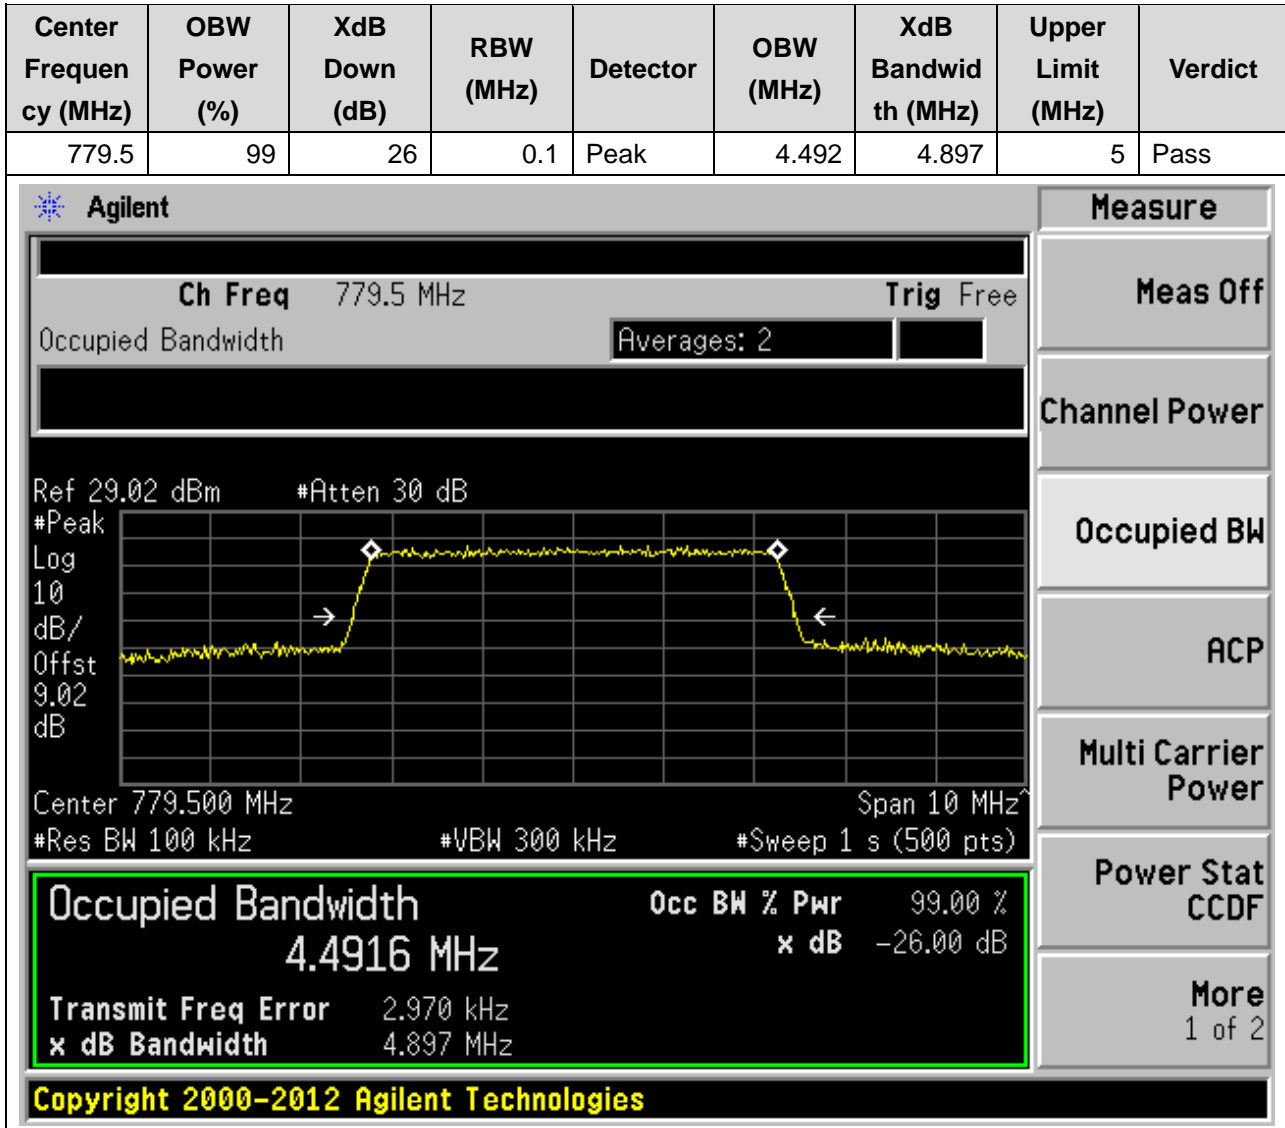 Center Frequen cy (MHz) OBW Power (%) XdB Down (dB) RBW (MHz) Detector OBW (MHz) XdB Bandwid th (MHz) Upper Limit (MHz) Verdict
779.5 99 26 0.1 Peak 4.492 4.897 5 Pass
Agilent
Measure
Ch Freq 779.5 MHz Trig Free
Meas Off
Occupied Bandwidth Averages: 2
Channel Power
Ref 29.02 dBm #Atten 30 dB
#Peak
Log
10
dB/
Offst
9.02
dB
Occupied BW
ACP
Multi Carrier
Power
Center 779.500 MHz Span 10 MHz^
#Res BW 100 kHz #VBW 300 kHz #Sweep 1 s (500 pts)
Power Stat
CCDF
Occupied Bandwidth Occ BW % Pwr 99.00 %
4.4916 MHz x dB -26.00 dB
Transmit Freq Error 2.970 kHz
x dB Bandwidth 4.897 MHz
More
1 of 2
Copyright 2000-2012 Agilent Technologies